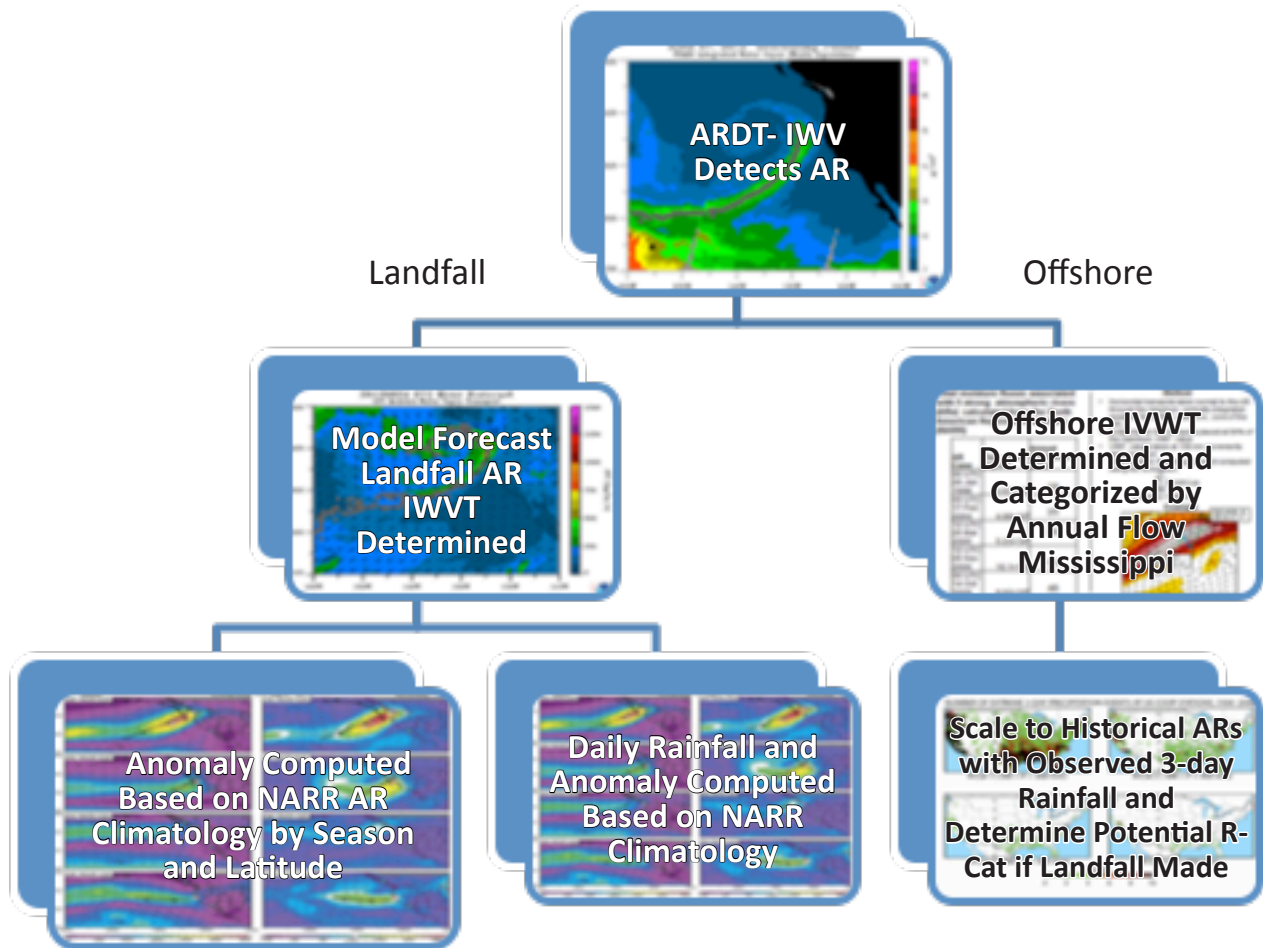 ARDT- IWV
Detects AR
Landfall
Offshore
Model Forecast
Landfall AR
IWVT
Determined
Offshore IVWT
Determined and
Categorized by
Annual Flow
Mississippi
Anomaly Computed
Based on NARR AR
Climatology by Season
and Latitude
Daily Rainfall and
Anomaly Computed
Based on NARR
Climatology
Scale to Historical ARs
with Observed 3-day
Rainfall and
Determine Potential R-
Cat if Landfall Made